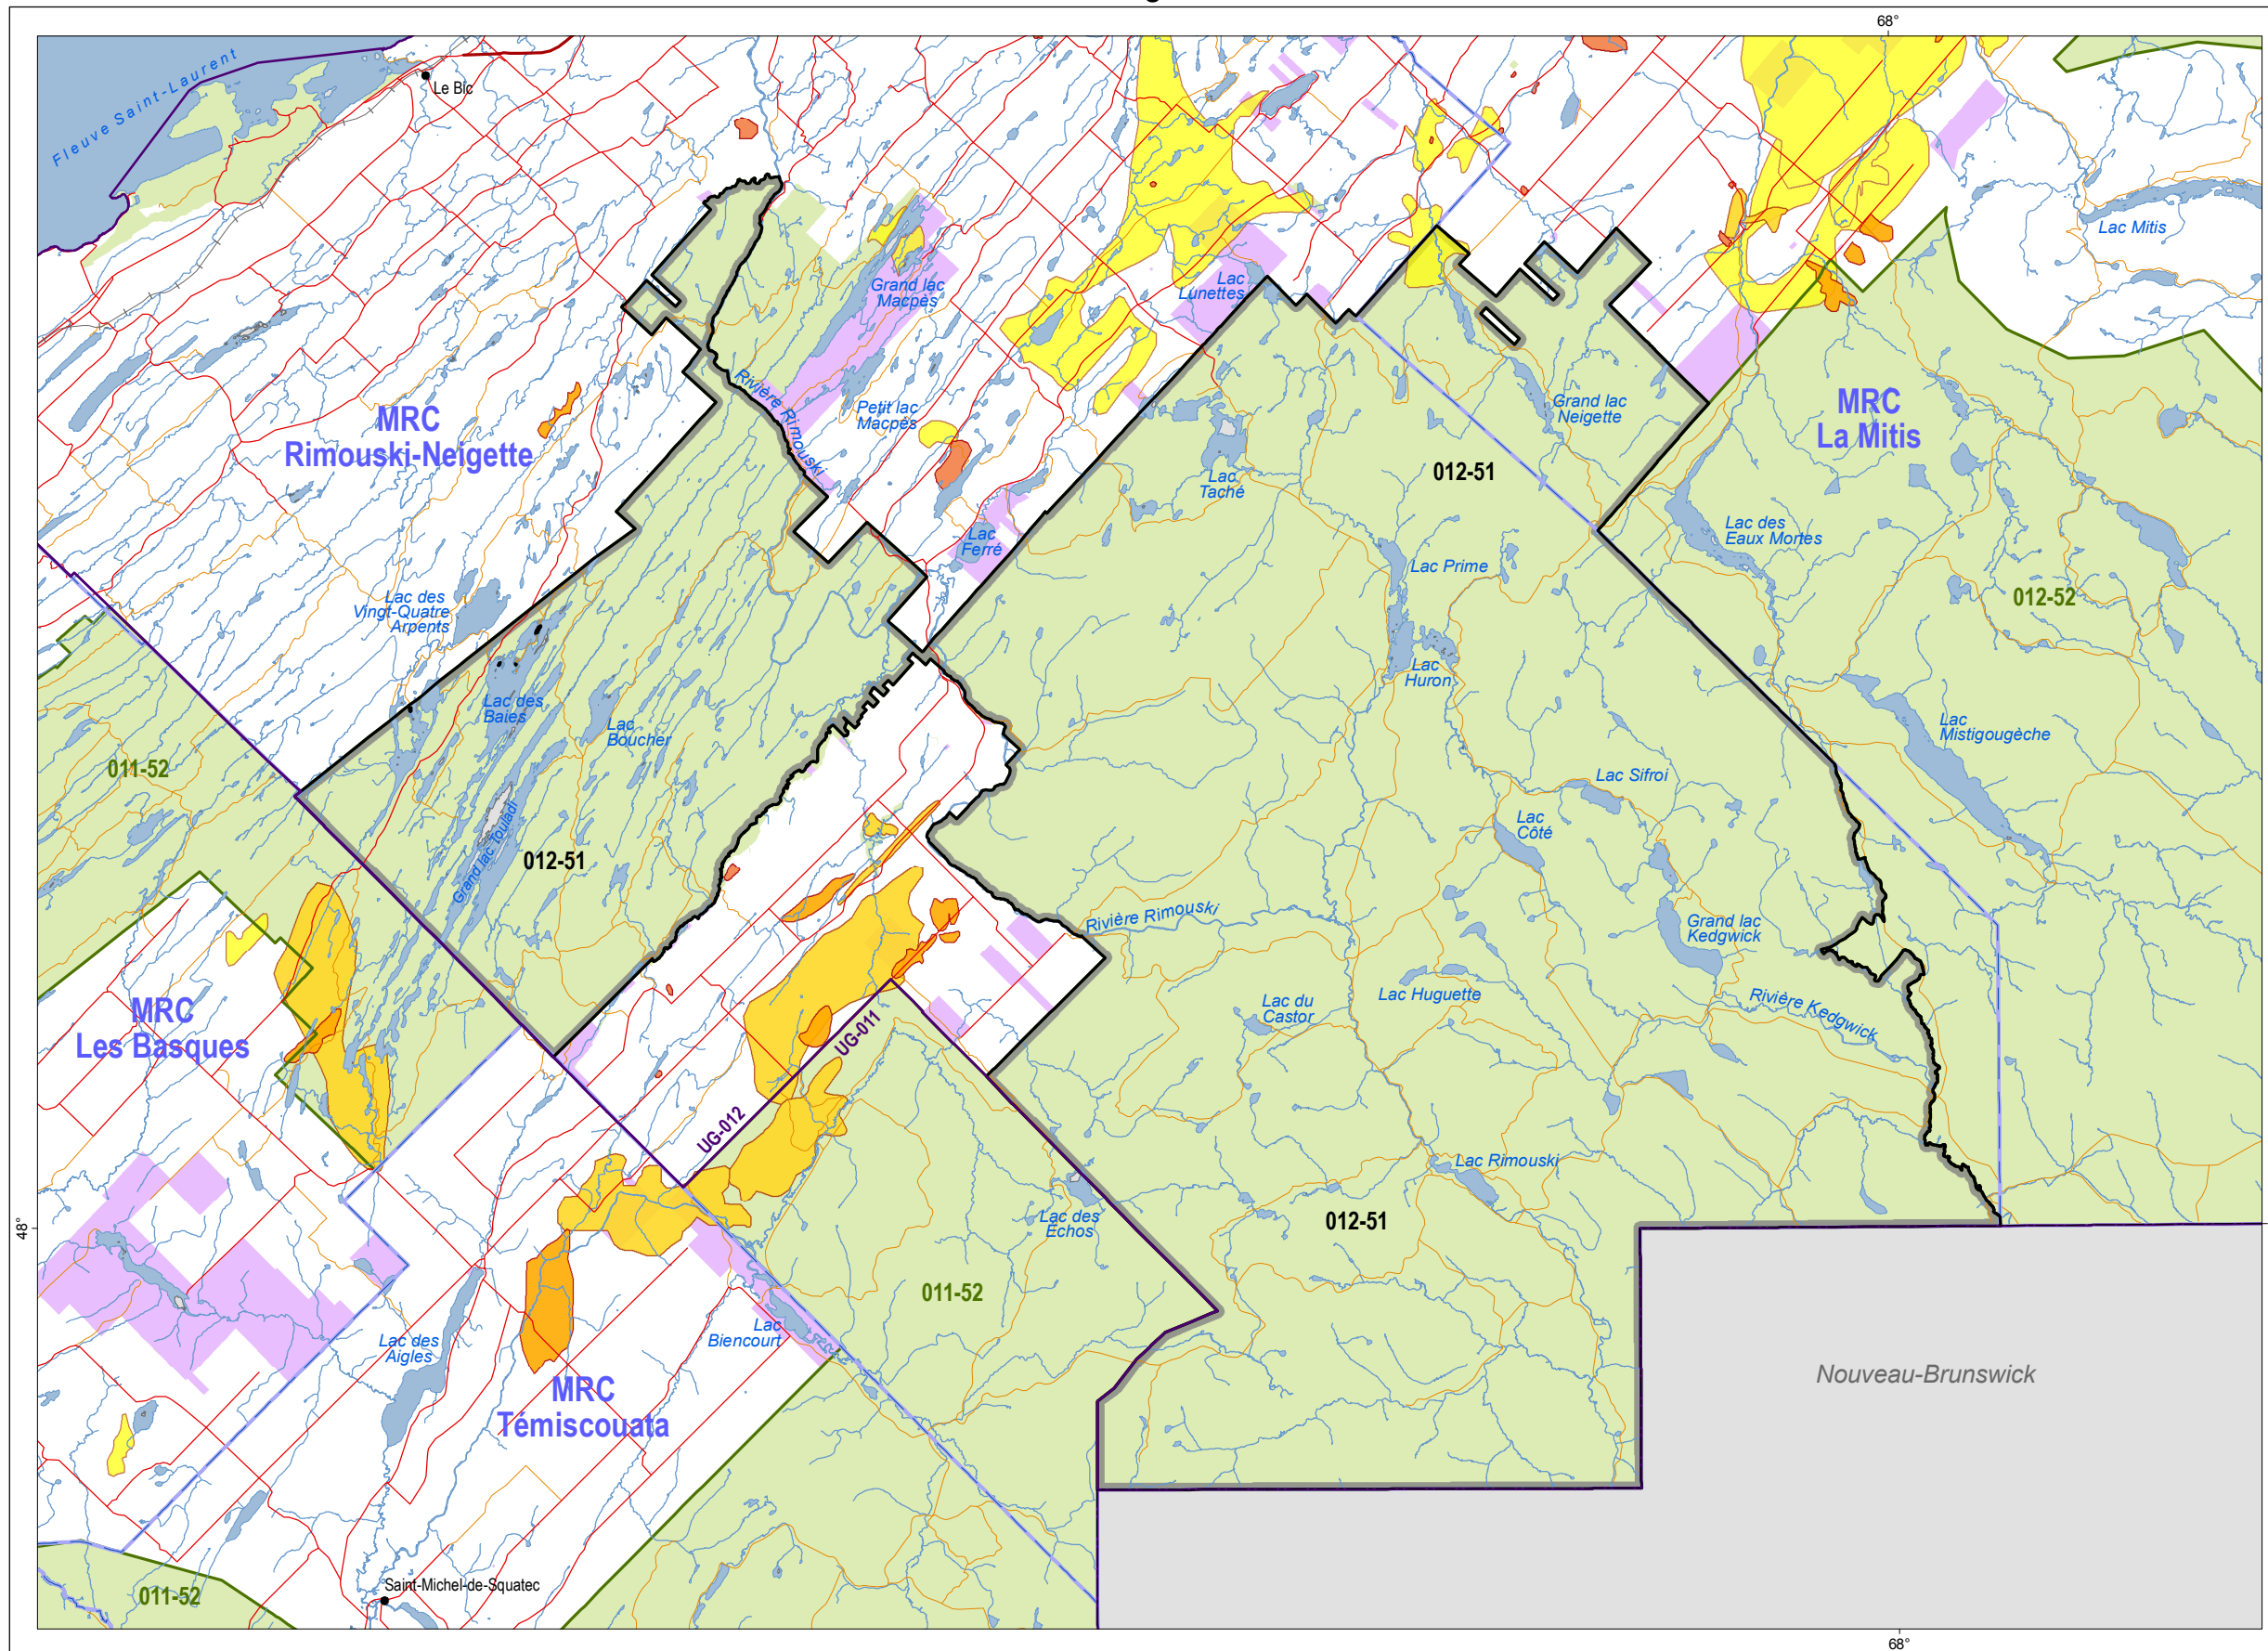 68°
Fleuve Saint-Laurent
Le Bic
Lac Mitis
Grand lac
Macpès
Lac
Lunettes
MRC
Rimouski-Neigette
Rivière Rimouski
Petit lac
Macpès
Grand lac
Neigette
MRC
La Mitis
012-51
Lac
Taché
Lac des
Eaux Mortes
Lac
Ferré
Lac Prime
012-52
Lac des
Vingt-Quatre
Arpents
Lac
Huron
Lac des
Baies
Lac
Boucher
Lac
Mistigougèche
011-52
Lac Sifroi
Grand lac Touladi
Lac
Côté
012-51
Rivière Rimouski
Grand lac
Kedgwick
MRC
Les Basques
Lac du
Castor
Lac Huguette
Rivière Kedgwick
UG-011
UG-012
Lac Rimouski
Lac des
Echos
012-51
48°
011-52
Lac des
Aigles
Lac
Biencourt
Nouveau-Brunswick
MRC
Témiscouata
Saint-Michel-de-Squatec
011-52
68°